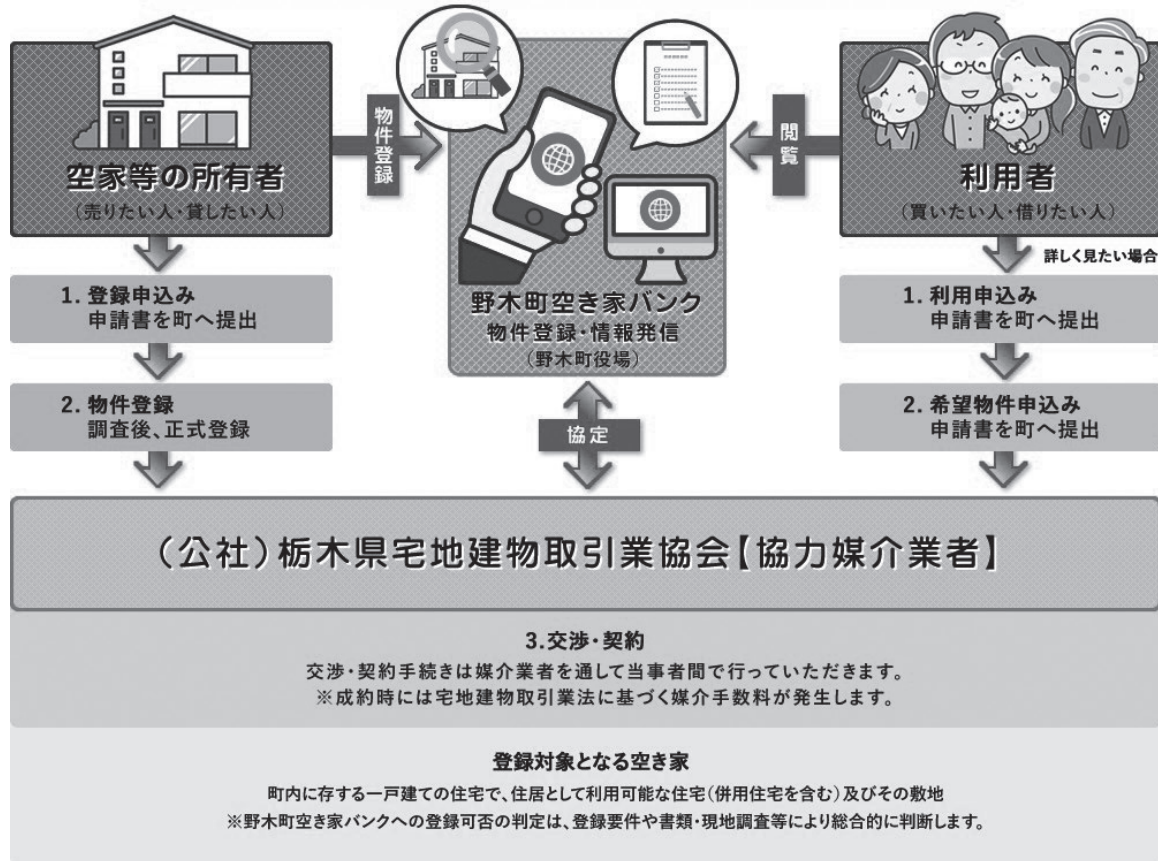 空家等の所有者
（売りたい人・貸したい人）
物件登録
野木町空き家バンク
物件登録・情報発信
（野木町役場）
閲覧
利用者
（買いたい人・借りたい人）
詳しく見たい場合
1. 登録申込み
申請書を町へ提出
2. 物件登録
調査後、正式登録
協定
1. 利用申込み
申請書を町へ提出
2. 希望物件申込み
申請書を町へ提出
（公社）栃木県宅地建物取引業協会【協力媒介業者】
3.交渉・契約
交渉・契約手続きは媒介業者を通して当事者間で行っていただきます。
※成約時には宅地建物取引業法に基づく媒介手数料が発生します。
登録対象となる空き家
町内に存する一戸建ての住宅で、住居として利用可能な住宅（併用住宅を含む）及びその敷地
※野木町空き家バンクへの登録可否の判定は、登録要件や書類・現地調査等により総合的に判断します。